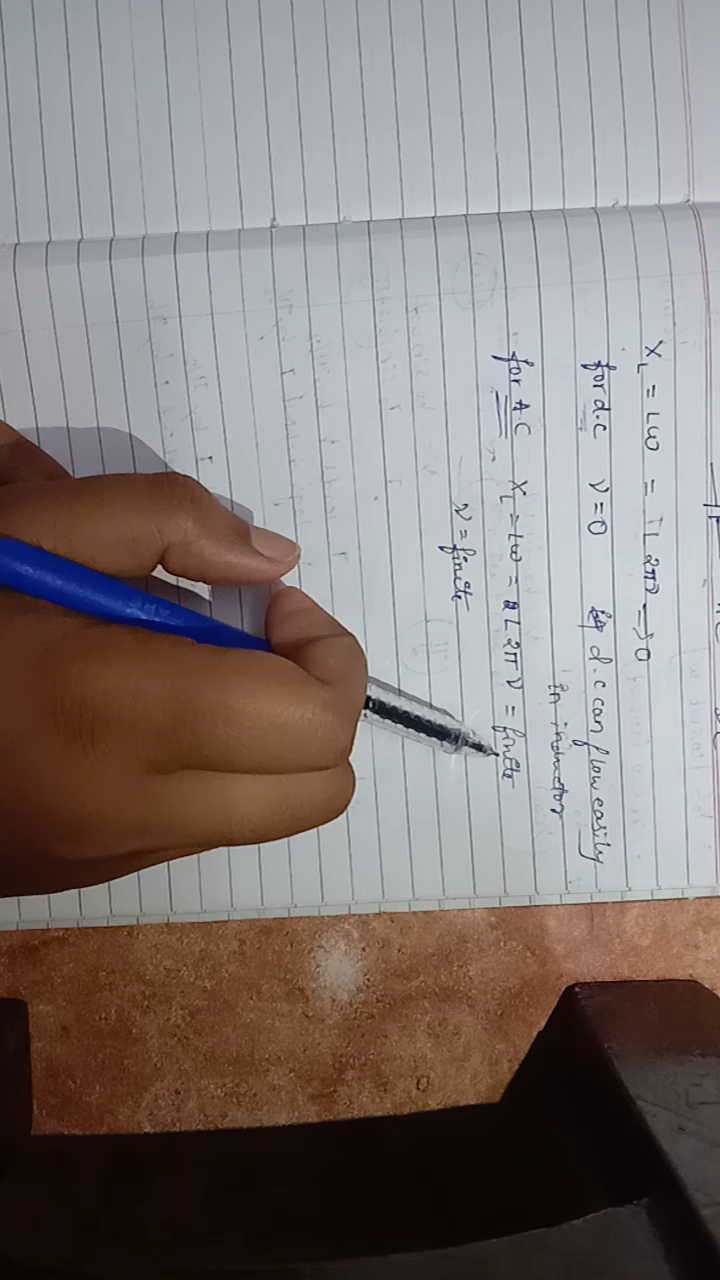 X_L = Lω = L 2πν → 0
for d.c ν = 0 d.c can flow easily
in inductor
for A.C, X_L = Lω = L 2π ν = finite
ν = finite